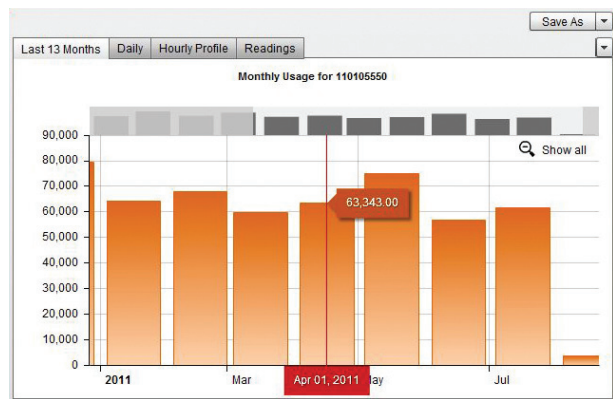 Save As
Last 13 Months Daily Hourly Profile Readings
Monthly Usage for 110105550
90,000
Show all
80,000
70,000
63,343.00
60,000
50,000
40,000
30,000
20,000
10,000
0
2011 Mar Apr 01, 2011 Jul